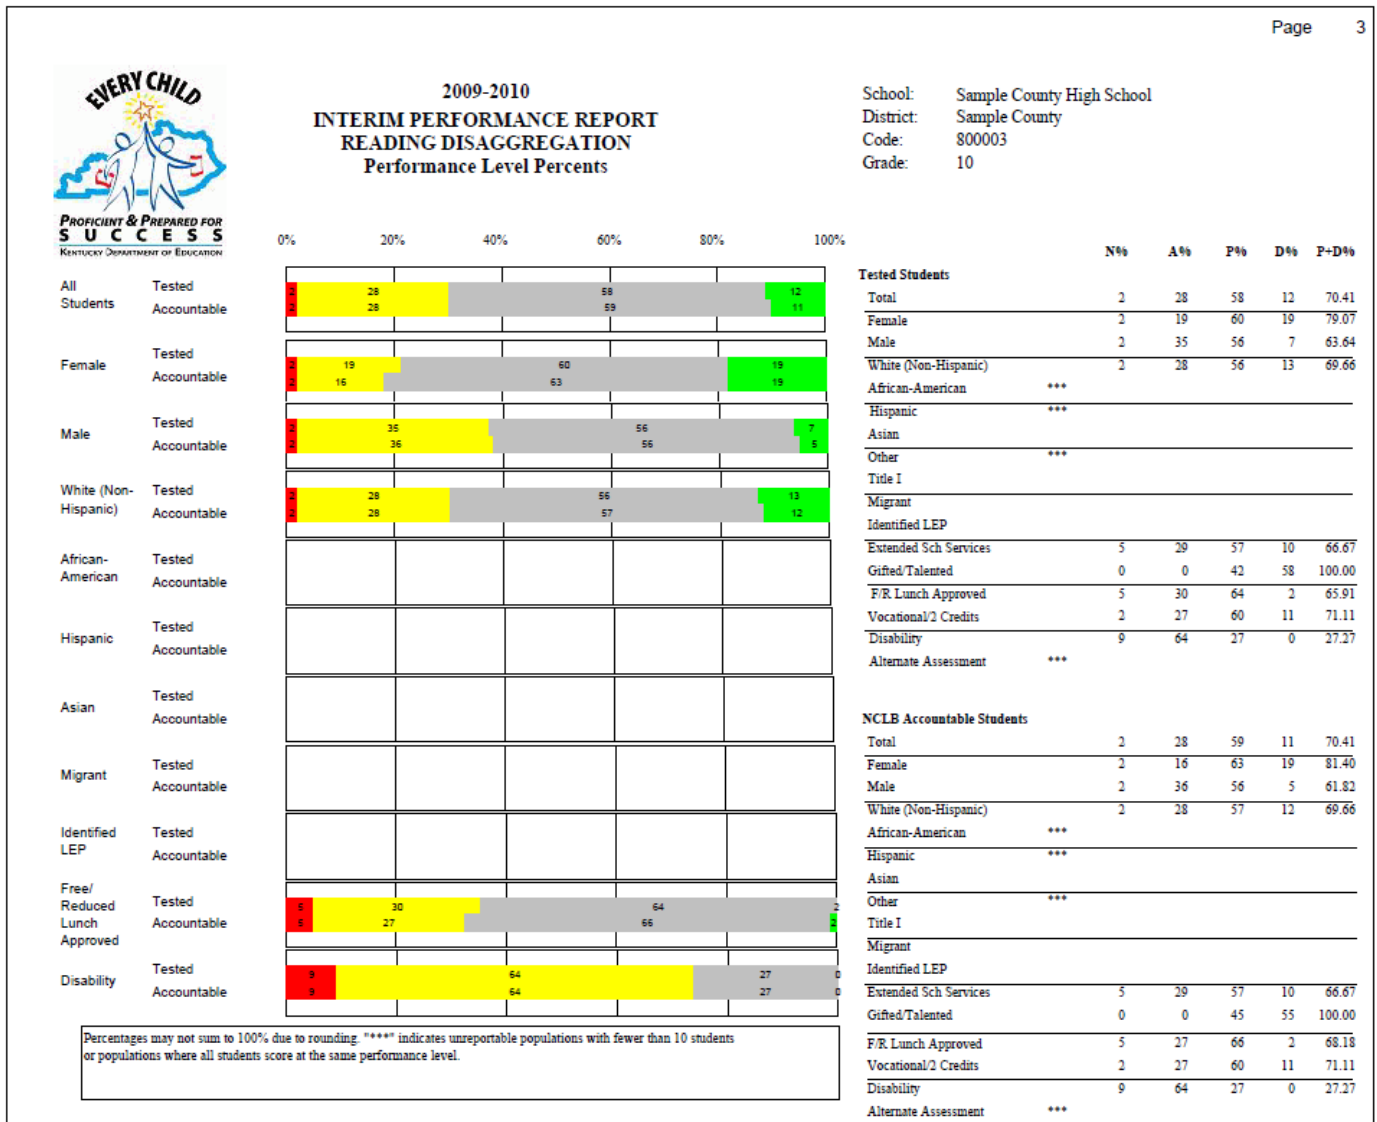 Page 3
EVERY CHILD
PROFICIENT & PREPARED FOR
SUCCESS
KENTUCKY DEPARTMENT OF EDUCATION
2009-2010
INTERIM PERFORMANCE REPORT
READING DISAGGREGATION
Performance Level Percents
School: Sample County High School
District: Sample County
Code: 800003
Grade: 10
0% 20% 40% 60% 80% 100%
All Students
Tested 2 28 58 12
Accountable 2 28 59 11
Female
Tested 2 19 60 19
Accountable 2 16 63 19
Male
Tested 2 35 56 7
Accountable 2 36 56 5
White (Non-Hispanic)
Tested 2 28 56 13
Accountable 2 28 57 12
African-American
Tested
Accountable
Hispanic
Tested
Accountable
Asian
Tested
Accountable
Migrant
Tested
Accountable
Identified LEP
Tested
Accountable
Free/
Reduced
Lunch
Approved
Tested 5 30 64 2
Accountable 5 27 66 2
Disability
Tested 9 64 27 0
Accountable 9 64 27 0
Percentages may not sum to 100% due to rounding. "***" indicates unreportable populations with fewer than 10 students
or populations where all students score at the same performance level.
N% A% P% D% P+D%
Tested Students
Total 2 28 58 12 70.41
Female 2 19 60 19 79.07
Male 2 35 56 7 63.64
White (Non-Hispanic) 2 28 56 13 69.66
African-American ***
Hispanic ***
Asian
Other ***
Title I
Migrant
Identified LEP
Extended Sch Services 5 29 57 10 66.67
Gifted/Talented 0 0 42 58 100.00
F/R Lunch Approved 5 30 64 2 65.91
Vocational/2 Credits 2 27 60 11 71.11
Disability 9 64 27 0 27.27
Alternate Assessment ***
NCLB Accountable Students
Total 2 28 59 11 70.41
Female 2 16 63 19 81.40
Male 2 36 56 5 61.82
White (Non-Hispanic) 2 28 57 12 69.66
African-American ***
Hispanic ***
Asian
Other ***
Title I
Migrant
Identified LEP
Extended Sch Services 5 29 57 10 66.67
Gifted/Talented 0 0 45 55 100.00
F/R Lunch Approved 5 27 66 2 68.18
Vocational/2 Credits 2 27 60 11 71.11
Disability 9 64 27 0 27.27
Alternate Assessment ***